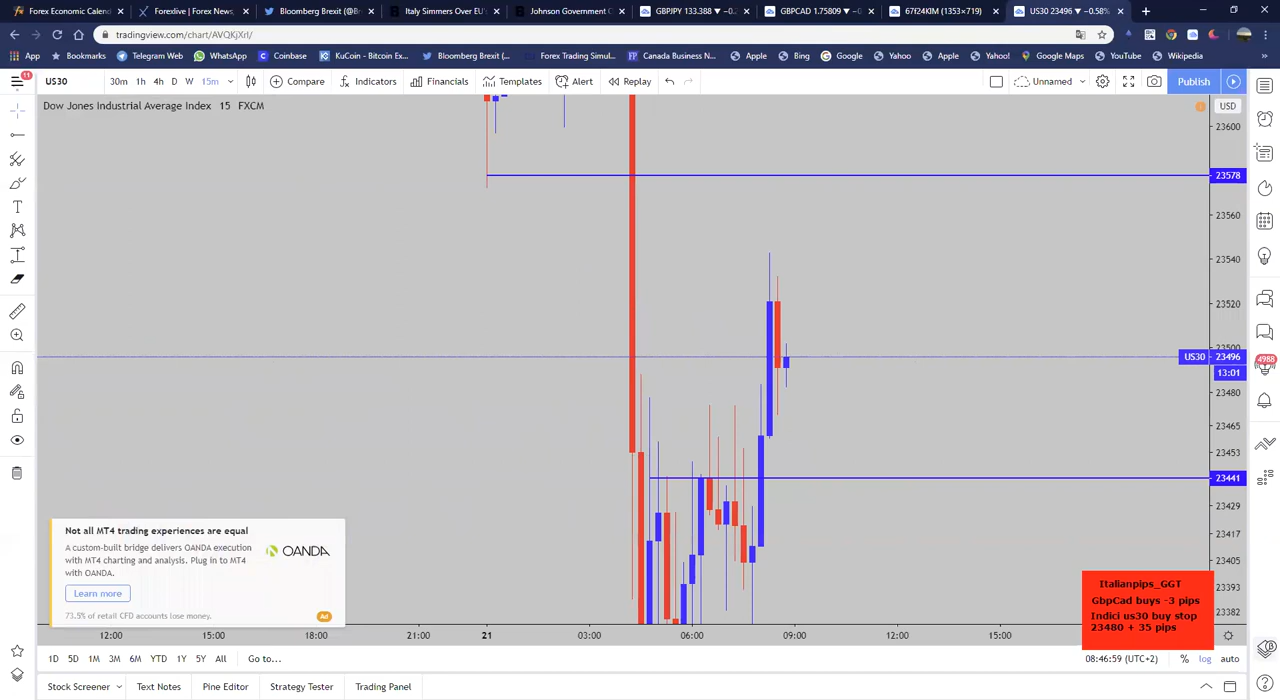 Forex Economic Calend
Forexlive | Forex News,
Bloomberg Brexit (@Br
Italy Simmers Over EU's
Johnson Government C
GBPJPY 133.388 ▼ −0.
GBPCAD 1.75809 ▼ −0
67f24KIM (1353×719)
US30 23496 ▼ −0.58%
tradingview.com/chart/AVQKjXrI/
App
Bookmarks
Telegram Web
WhatsApp
Coinbase
KuCoin - Bitcoin Ex...
Bloomberg Brexit (...
Forex Trading Simul...
Canada Business N...
Apple
Bing
Google
Yahoo
Apple
Yahoo!
Google Maps
YouTube
Wikipedia
»
11
US30
30m 1h 4h D W 15m
Compare
Indicators
Financials
Templates
Alert
Replay
Unnamed
Publish
Dow Jones Industrial Average Index 15 FXCM
USD
23600
23578
23560
23540
23520
23500
US30 23496
13:01
23480
23465
23453
23441
23429
23417
23405
23393
23382
4988
Not all MT4 trading experiences are equal
A custom-built bridge delivers OANDA execution
with MT4 charting and analysis. Plug in to MT4
with OANDA.
OANDA
Learn more
73.5% of retail CFD accounts lose money.
Ad
Italianpips_GGT
GbpCad buys -3 pips
Indici us30 buy stop
23480 + 35 pips
12:00 15:00 18:00 21:00 21 03:00 06:00 09:00 12:00 15:00
1D 5D 1M 3M 6M YTD 1Y 5Y All Go to...
08:46:59 (UTC+2) % log auto
Stock Screener Text Notes Pine Editor Strategy Tester Trading Panel